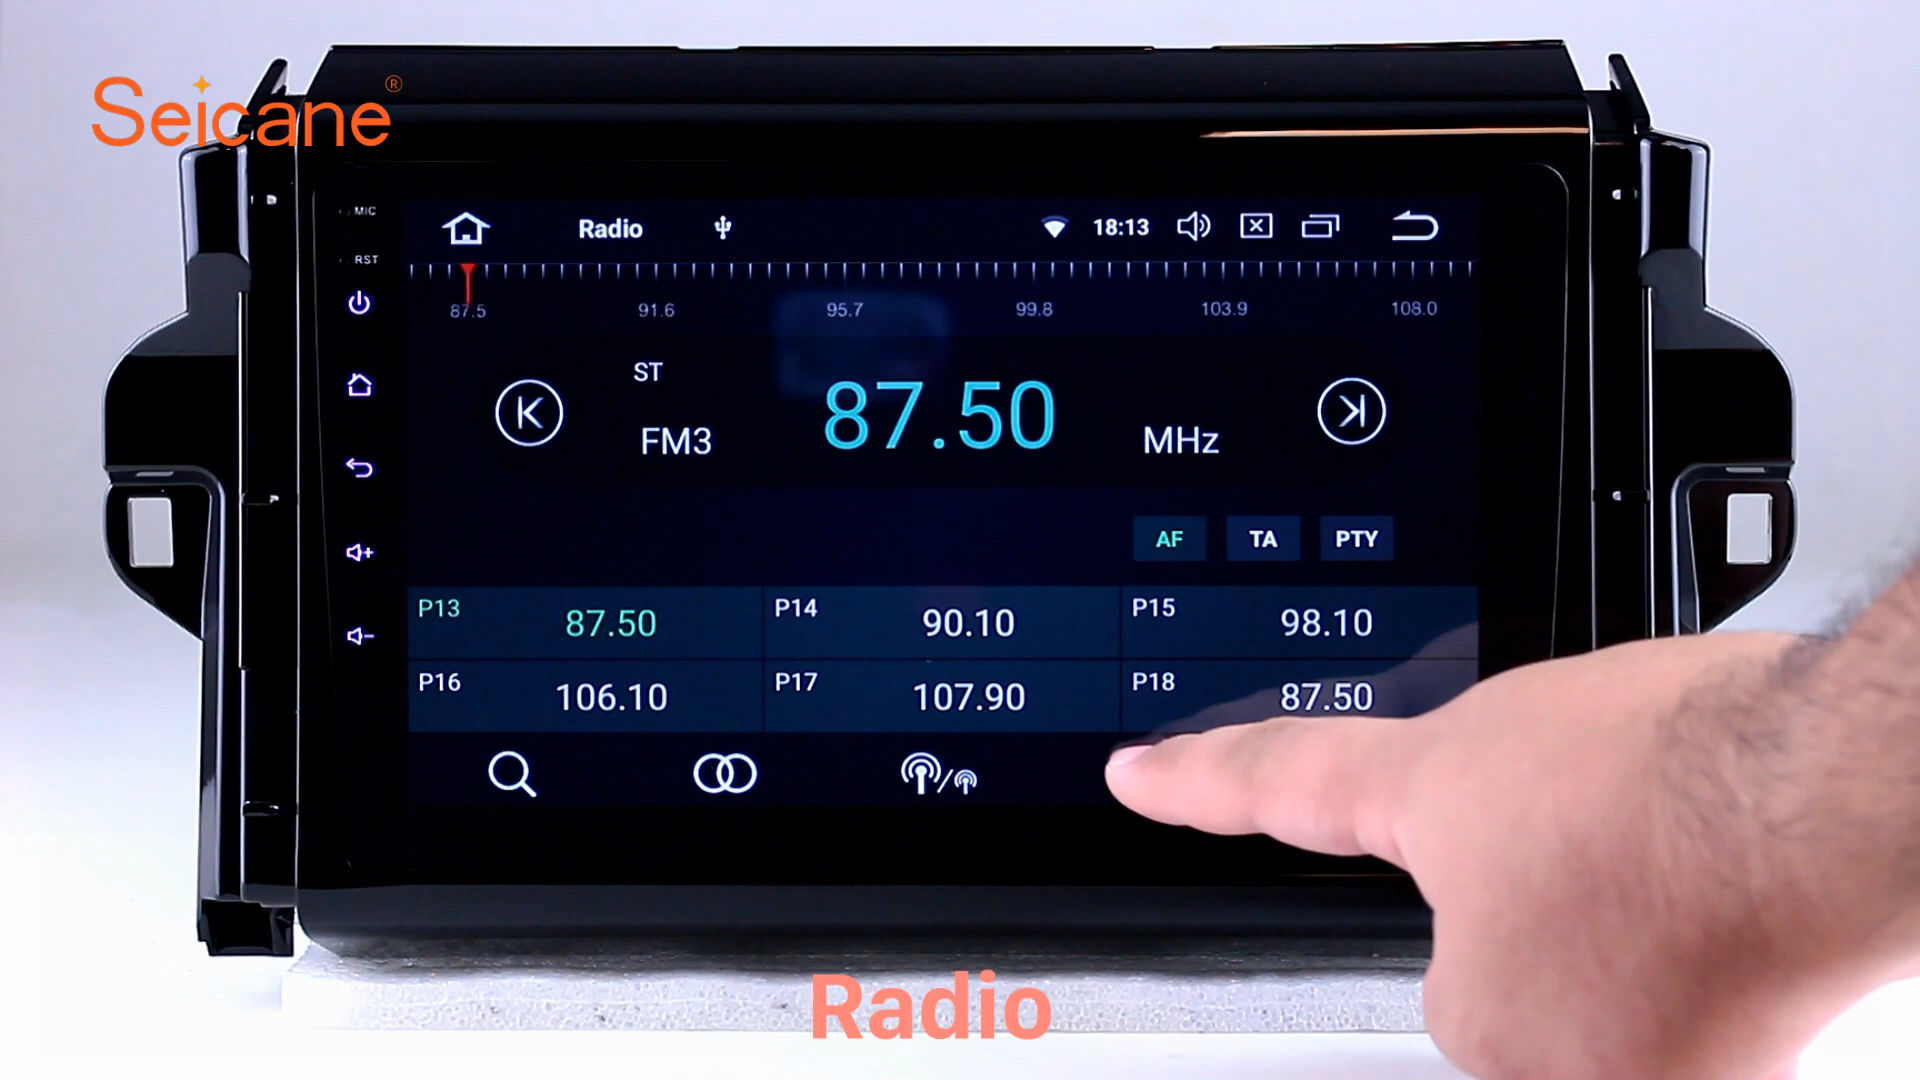 Seicane®
MIC
RST
Radio
18:13
87.5 91.6 95.7 99.8 103.9 108.0
ST
FM3
87.50
MHz
AF TA PTY
P13 87.50 P14 90.10 P15 98.10
P16 106.10 P17 107.90 P18 87.50
Radio